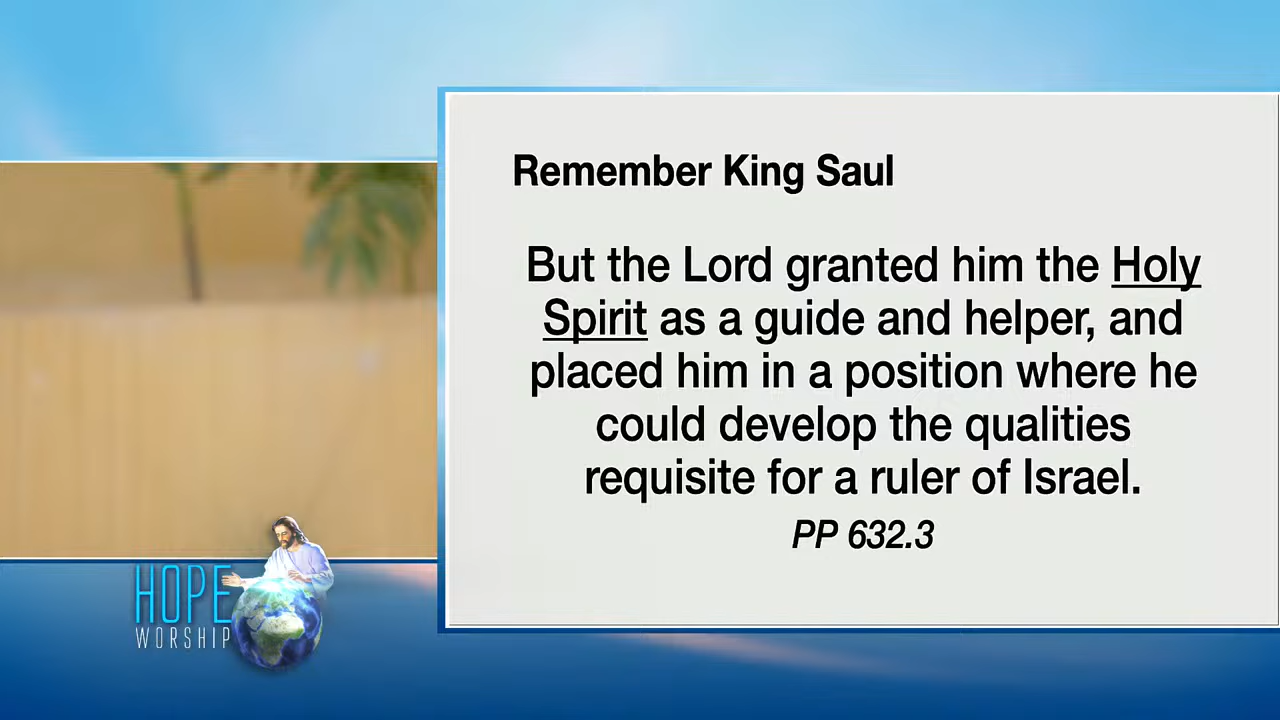 Remember King Saul
But the Lord granted him the Holy
Spirit as a guide and helper, and
placed him in a position where he
could develop the qualities
requisite for a ruler of Israel.
PP 632.3
HOPE
WORSHIP